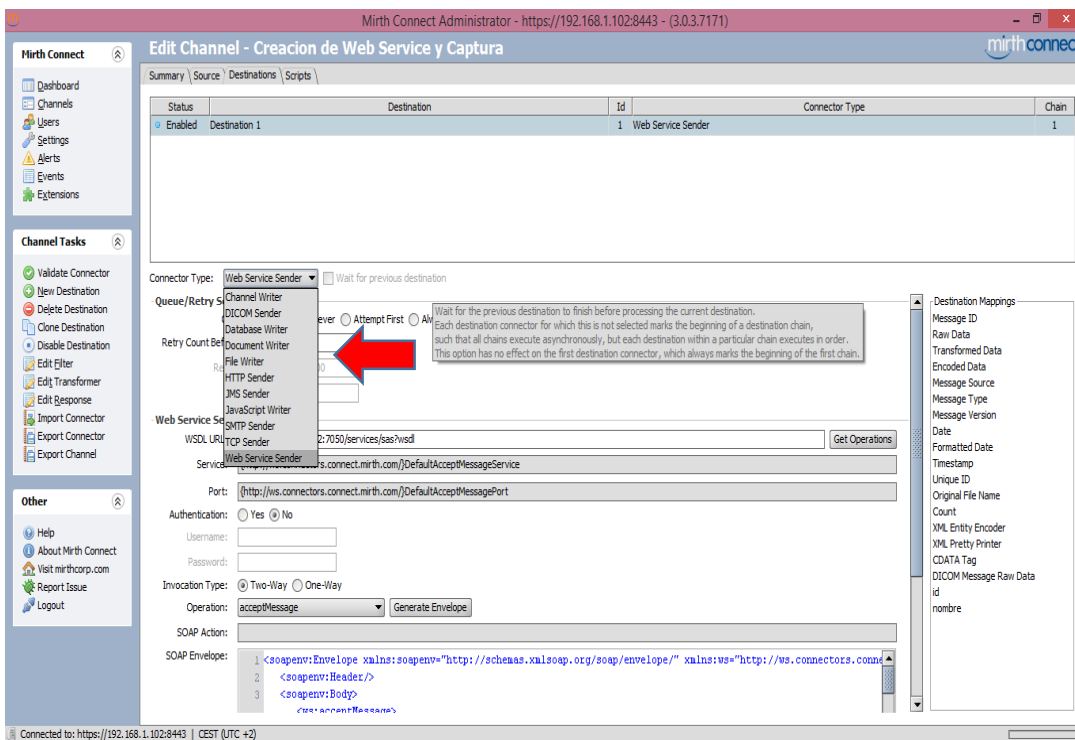 Mirth Connect Administrator - https://192.168.1.102:8443 - (3.0.3.7171)
Mirth Connect
Dashboard
Channels
Users
Settings
Alerts
Events
Extensions
Channel Tasks
Validate Connector
New Destination
Delete Destination
Clone Destination
Disable Destination
Edit Filter
Edit Transformer
Edit Response
Import Connector
Export Connector
Export Channel
Other
Help
About Mirth Connect
Visit mirthcorp.com
Report Issue
Logout
Edit Channel - Creacion de Web Service y Captura
mirth connec
Summary Source Destinations Scripts
Status Destination Id Connector Type Chain
Enabled Destination 1 1 Web Service Sender 1
Connector Type: Web Service Sender Wait for previous destination
Channel Writer
DICOM Sender
Database Writer
Document Writer
File Writer
HTTP Sender
JMS Sender
JavaScript Writer
SMTP Sender
TCP Sender
Web Service Sender
Queue/Retry S
ever Attempt First Alw
Retry Count Bef
Re 00
Wait for the previous destination to finish before processing the current destination.
Each destination connector for which this is not selected marks the beginning of a destination chain,
such that all chains execute asynchronously, but each destination within a particular chain executes in order.
This option has no effect on the first destination connector, which always marks the beginning of the first chain.
Web Service Se
WSDL URL 2:7050/services/sas?wsdl Get Operations
Service: .connectors.connect.mirth.com/}DefaultAcceptMessageService
Port: {http://ws.connectors.connect.mirth.com/}DefaultAcceptMessagePort
Authentication: Yes No
Username:
Password:
Invocation Type: Two-Way One-Way
Operation: acceptMessage Generate Envelope
SOAP Action:
SOAP Envelope:
1 <soapenv:Envelope xmlns:soapenv="http://schemas.xmlsoap.org/soap/envelope/" xmlns:ws="http://ws.connectors.conne
2 <soapenv:Header/>
3 <soapenv:Body>
<ws:acceptMessage>
Destination Mappings
Message ID
Raw Data
Transformed Data
Encoded Data
Message Source
Message Type
Message Version
Date
Formatted Date
Timestamp
Unique ID
Original File Name
Count
XML Entity Encoder
XML Pretty Printer
CDATA Tag
DICOM Message Raw Data
id
nombre
Connected to: https://192.168.1.102:8443 | CEST (UTC +2)